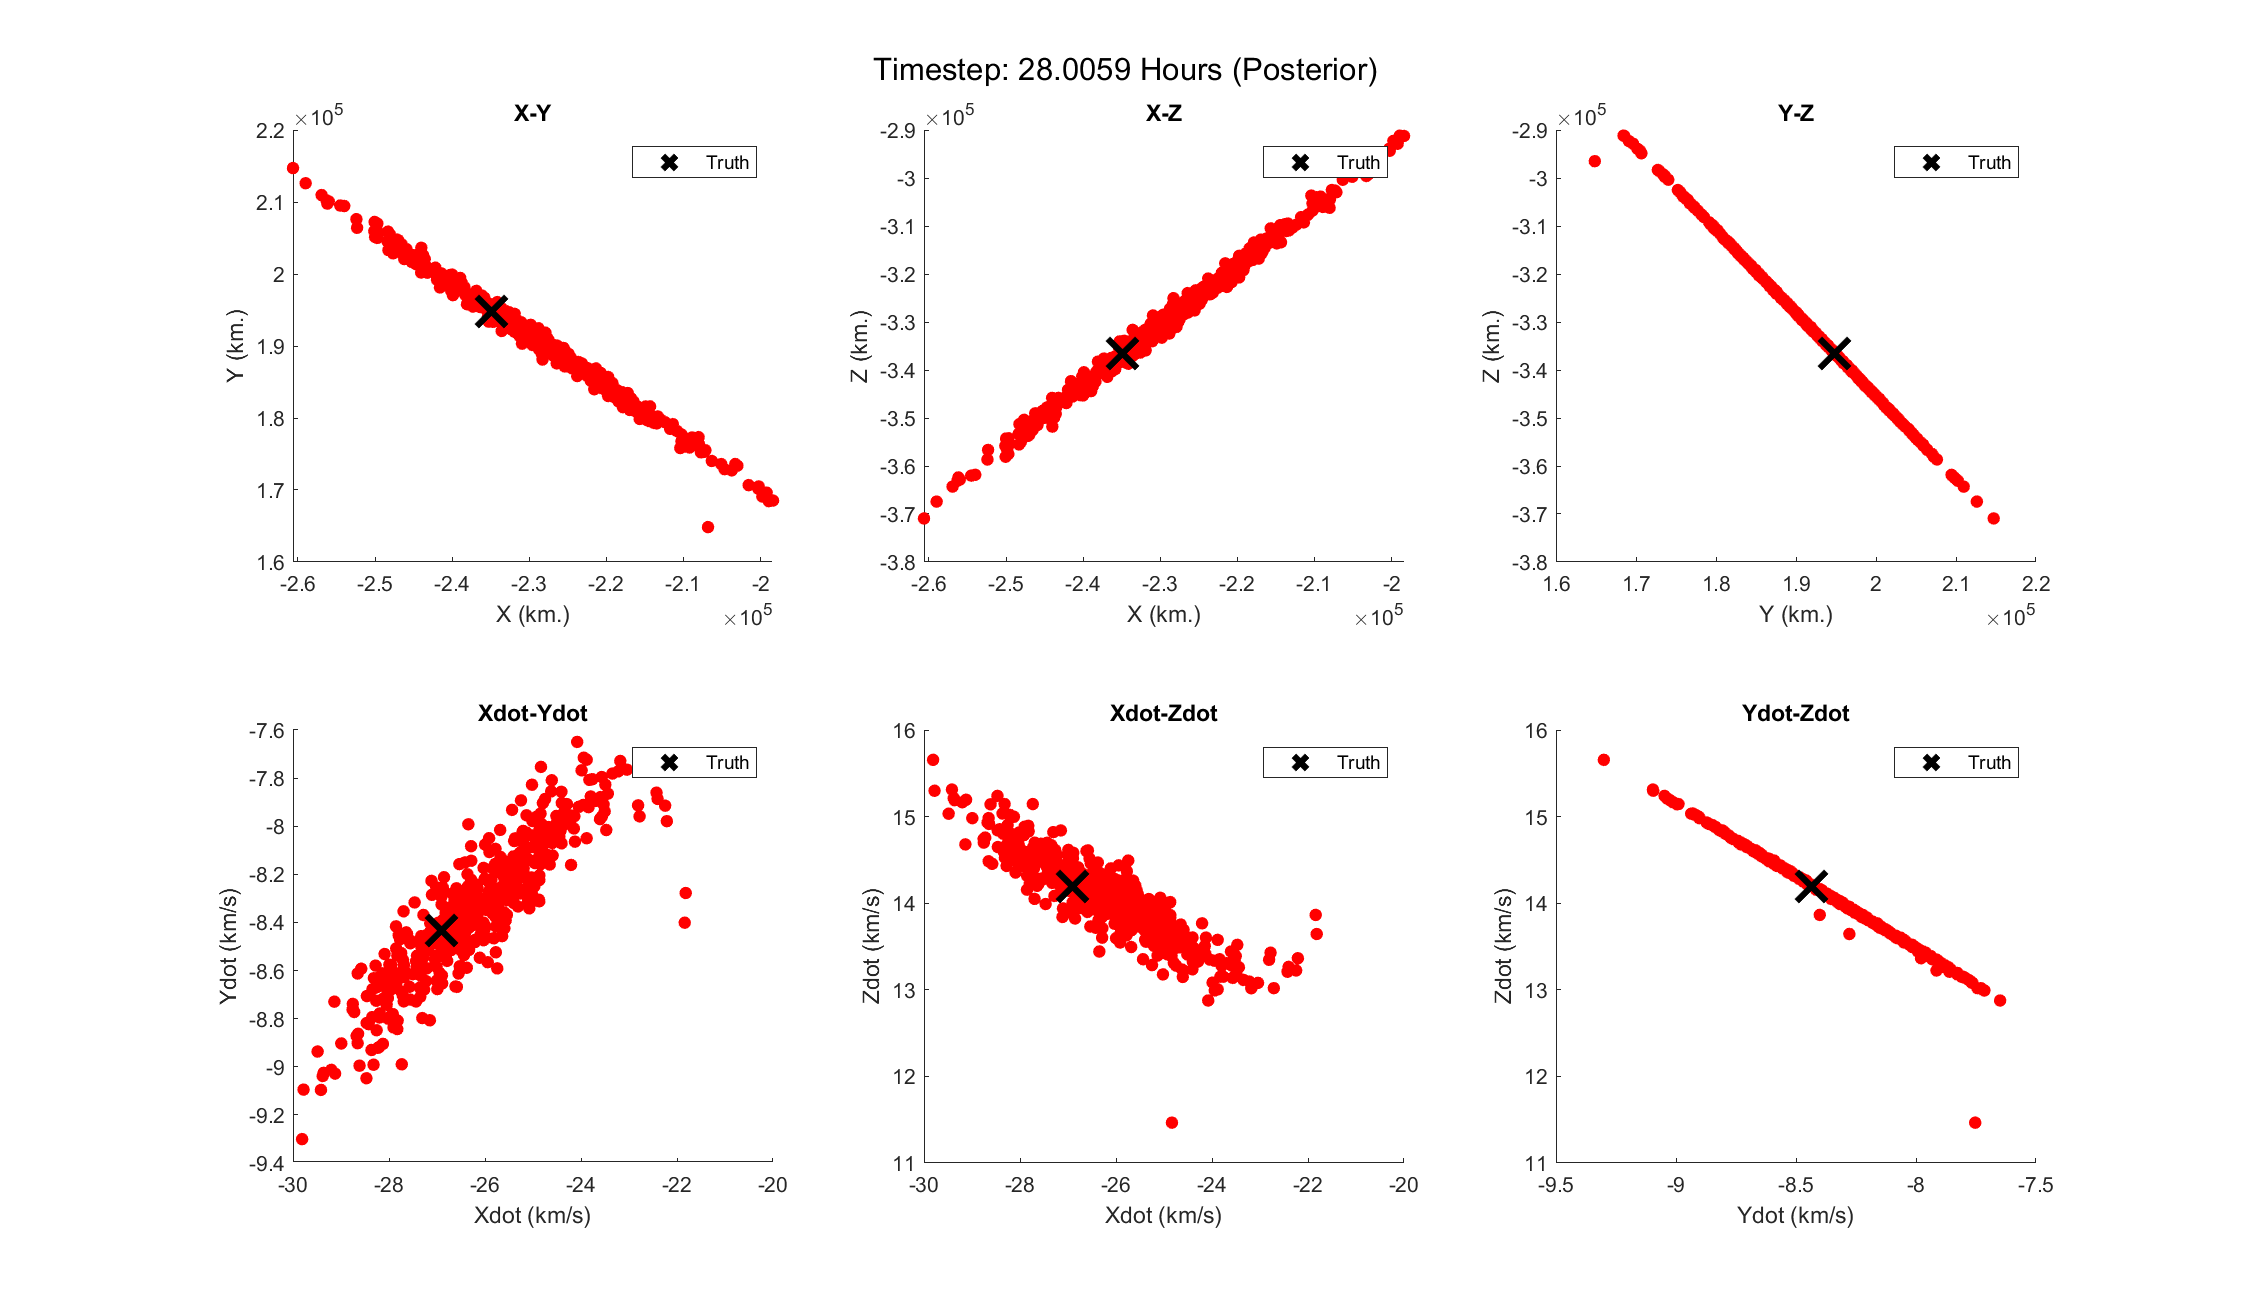 Timestep: 28.0059 Hours (Posterior)
X-Y
×10^5
2.2
2.1
2
1.9
1.8
1.7
1.6
Y (km.)
-2.6 -2.5 -2.4 -2.3 -2.2 -2.1 -2
X (km.)
×10^5
Truth
X-Z
×10^5
-2.9
-3
-3.1
-3.2
-3.3
-3.4
-3.5
-3.6
-3.7
-3.8
Z (km.)
-2.6 -2.5 -2.4 -2.3 -2.2 -2.1 -2
X (km.)
×10^5
Truth
Y-Z
×10^5
-2.9
-3
-3.1
-3.2
-3.3
-3.4
-3.5
-3.6
-3.7
-3.8
Z (km.)
1.6 1.7 1.8 1.9 2 2.1 2.2
Y (km.)
×10^5
Truth
Xdot-Ydot
-7.6
-7.8
-8
-8.2
-8.4
-8.6
-8.8
-9
-9.2
-9.4
Ydot (km/s)
-30 -28 -26 -24 -22 -20
Xdot (km/s)
Truth
Xdot-Zdot
16
15
14
13
12
11
Zdot (km/s)
-30 -28 -26 -24 -22 -20
Xdot (km/s)
Truth
Ydot-Zdot
16
15
14
13
12
11
Zdot (km/s)
-9.5 -9 -8.5 -8 -7.5
Ydot (km/s)
Truth